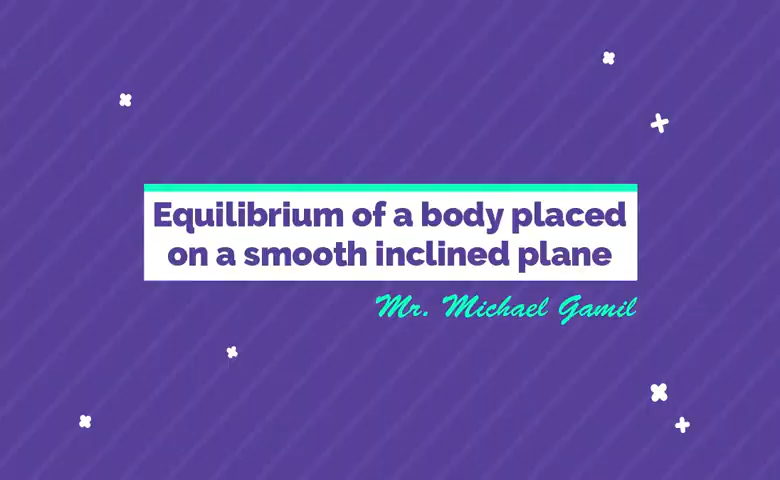 Equilibrium of a body placed
on a smooth inclined plane
Mr. Michael Gamil